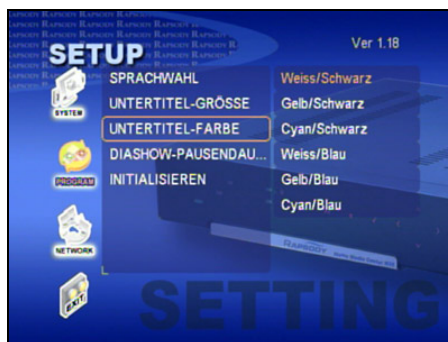 SETUP
Ver 1.18
SYSTEM
PROGRAM
NETWORK
EXIT
SPRACHWAHL
UNTERTITEL-GRÖSSE
UNTERTITEL-FARBE
DIASHOW-PAUSENDAU...
INITIALISIEREN
Weiss/Schwarz
Gelb/Schwarz
Cyan/Schwarz
Weiss/Blau
Gelb/Blau
Cyan/Blau
RAPSODY
SETTING